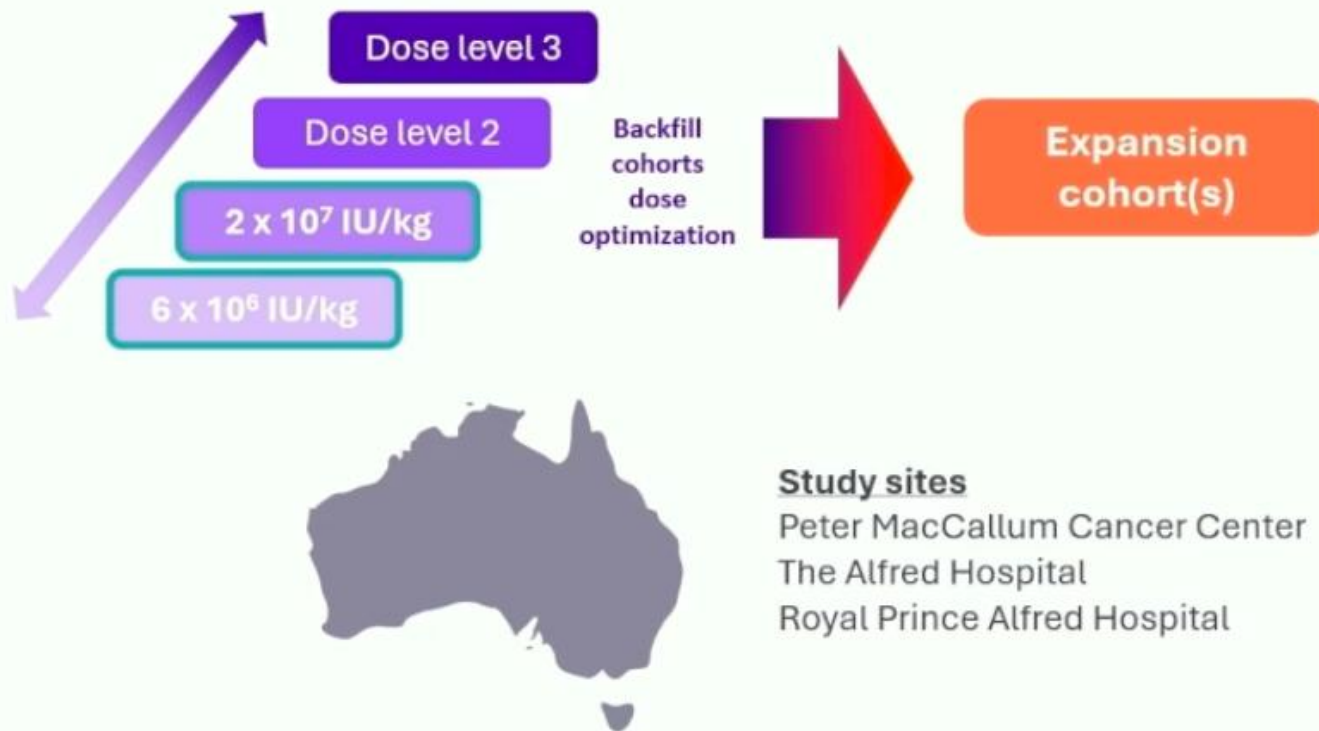 Dose level 3
Dose level 2
2 x 10⁷ IU/kg
6 x 10⁶ IU/kg
Backfill
cohorts
dose
optimization
Expansion
cohort(s)
Study sites
Peter MacCallum Cancer Center
The Alfred Hospital
Royal Prince Alfred Hospital